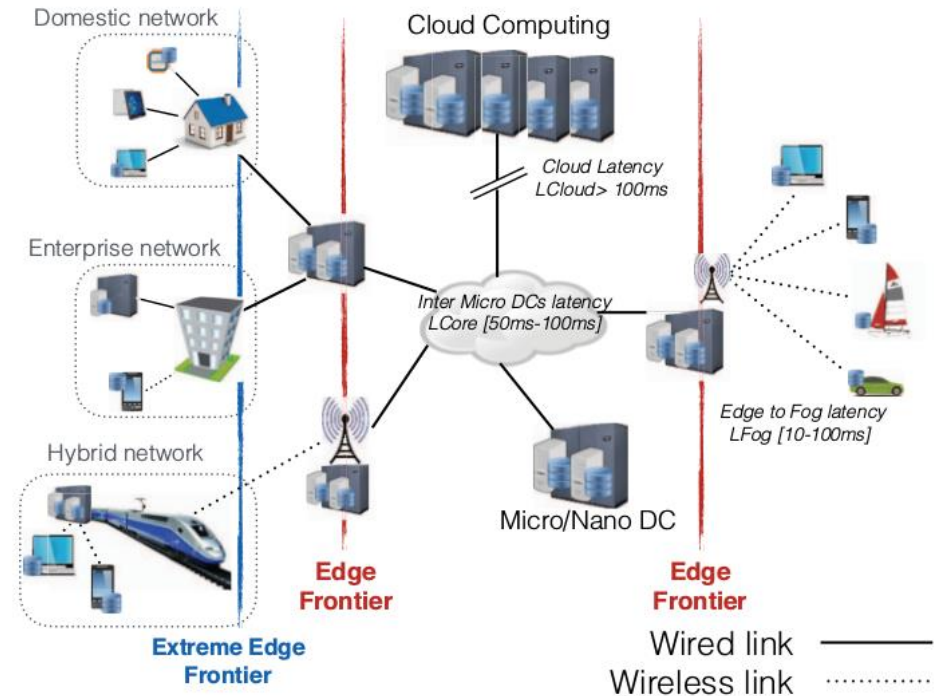 Domestic network
Cloud Computing
Cloud Latency
LCloud> 100ms
Enterprise network
Inter Micro DCs latency
LCore [50ms-100ms]
Edge to Fog latency
LFog [10-100ms]
Hybrid network
Micro/Nano DC
Edge
Frontier
Edge
Frontier
Extreme Edge
Frontier
Wired link
Wireless link